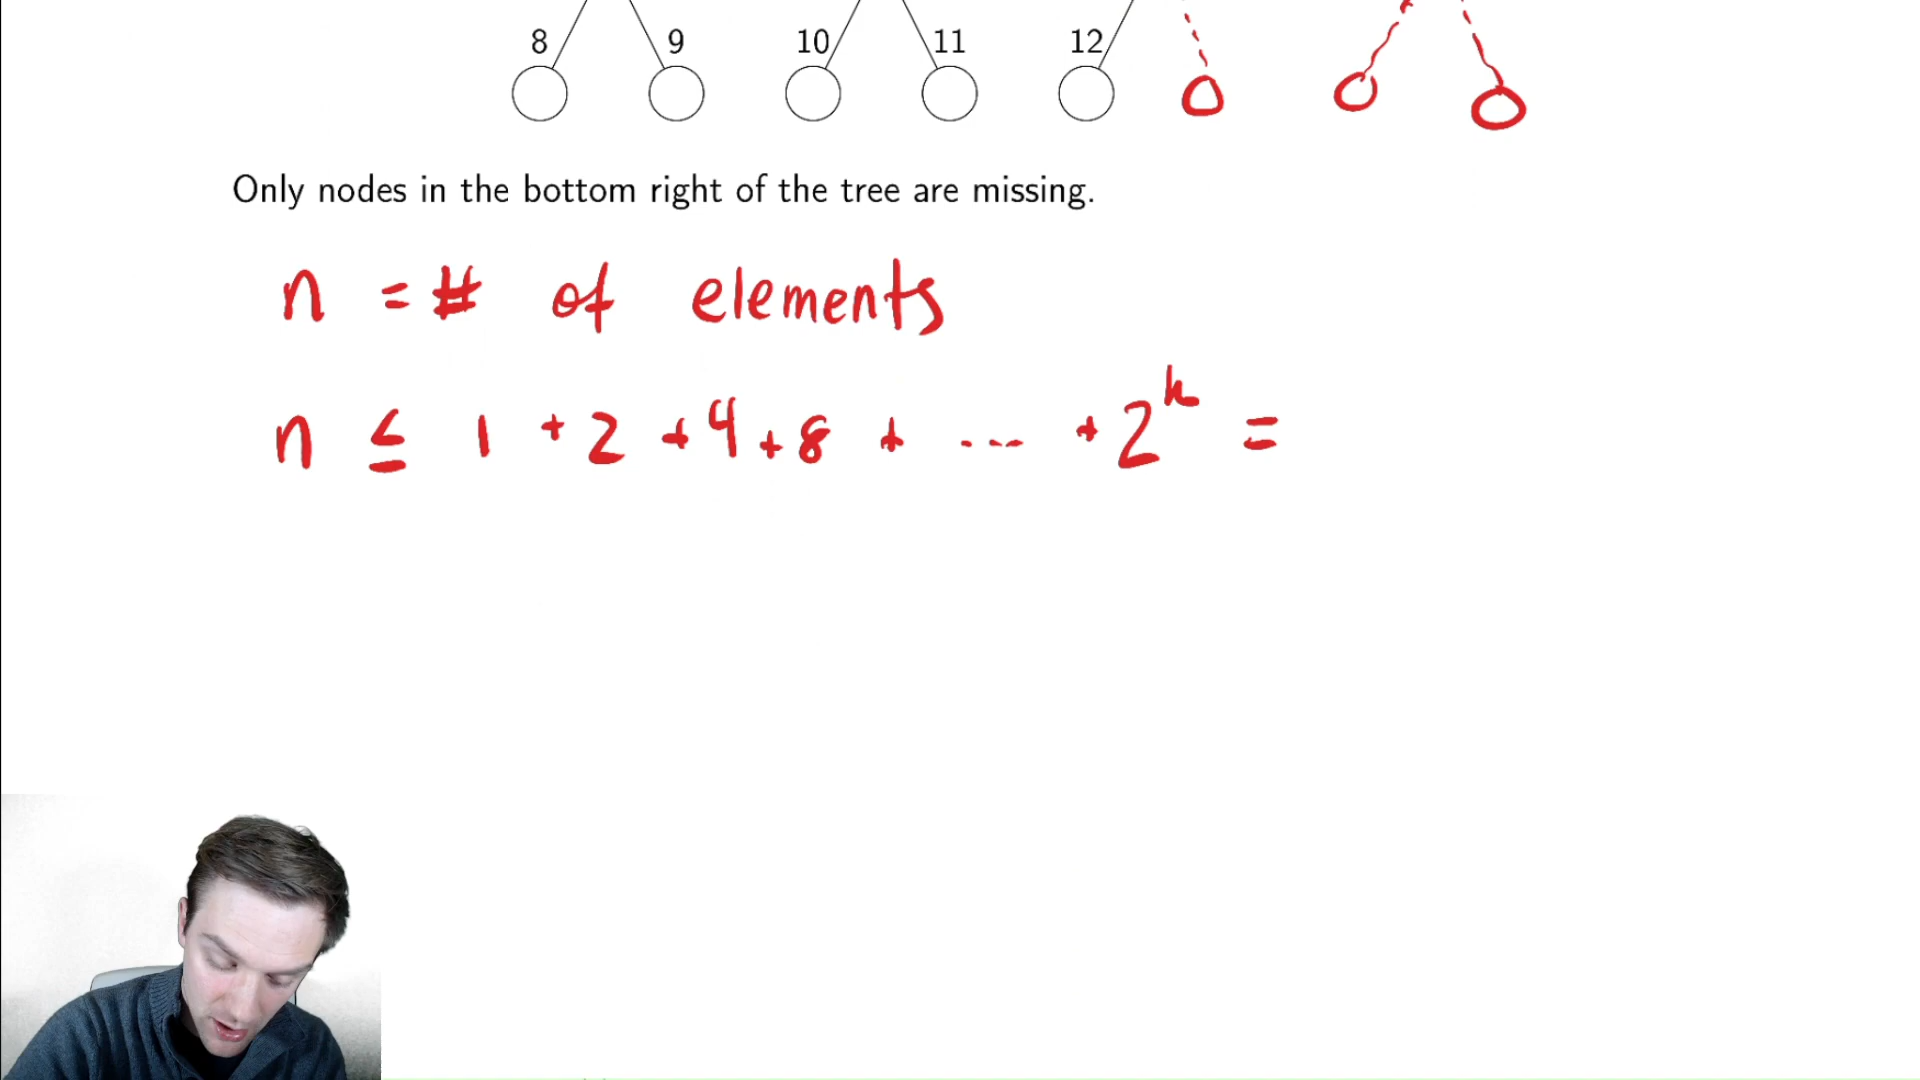 8 9 10 11 12
Only nodes in the bottom right of the tree are missing.
n = # of elements
n ≤ 1 + 2 + 4 + 8 + ... + 2^k =